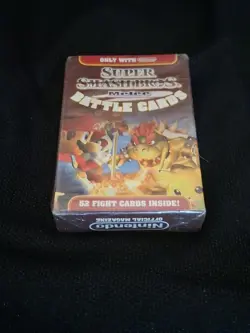 ONLY WITH
SUPER
SMASH BROS.
Melee
BATTLE CARDS
52 FIGHT CARDS INSIDE!
Nintendo
OFFICIAL MAGAZINE